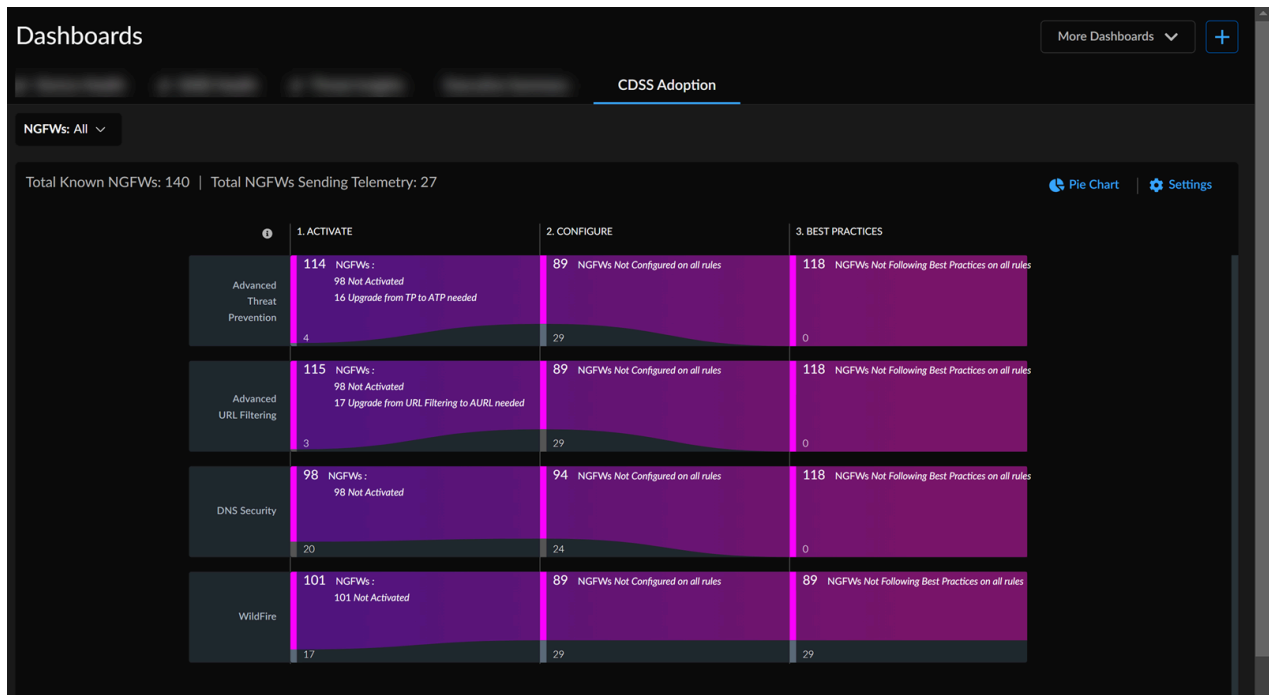 Dashboards
More Dashboards
CDSS Adoption
NGFWs: All
Total Known NGFWs: 140 | Total NGFWs Sending Telemetry: 27
Pie Chart | Settings
1. ACTIVATE
2. CONFIGURE
3. BEST PRACTICES
Advanced
Threat
Prevention
114 NGFWs :
98 Not Activated
16 Upgrade from TP to ATP needed
4
89 NGFWs Not Configured on all rules
29
118 NGFWs Not Following Best Practices on all rules
0
Advanced
URL Filtering
115 NGFWs :
98 Not Activated
17 Upgrade from URL Filtering to AURL needed
3
89 NGFWs Not Configured on all rules
29
118 NGFWs Not Following Best Practices on all rules
0
DNS Security
98 NGFWs :
98 Not Activated
20
94 NGFWs Not Configured on all rules
24
118 NGFWs Not Following Best Practices on all rules
0
WildFire
101 NGFWs :
101 Not Activated
17
89 NGFWs Not Configured on all rules
29
89 NGFWs Not Following Best Practices on all rules
29